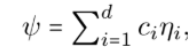 ψ = ∑_{i=1}^{d} c_i η_i,